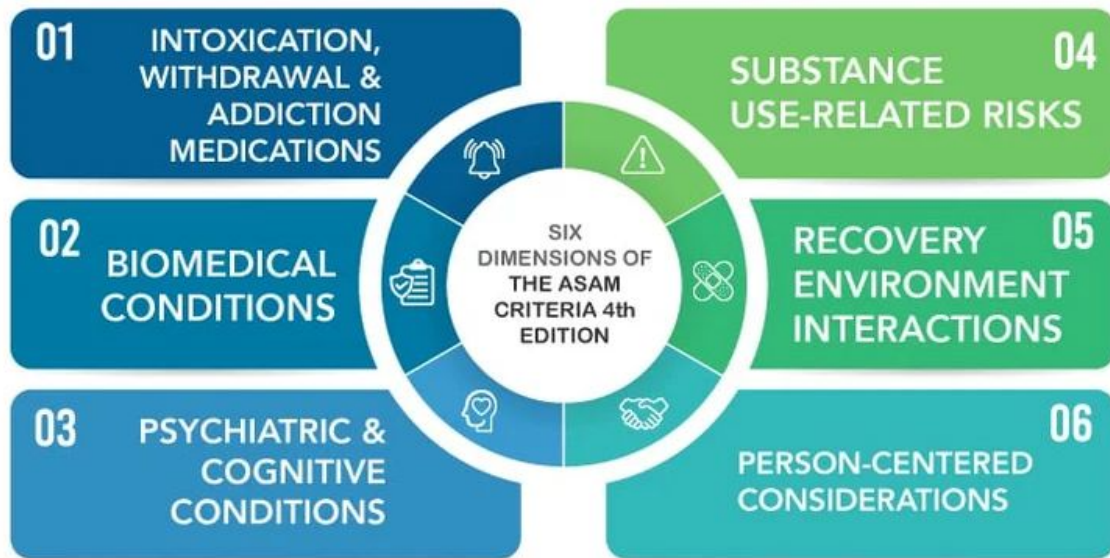 01
INTOXICATION,
WITHDRAWAL &
ADDICTION
MEDICATIONS
02
BIOMEDICAL
CONDITIONS
03
PSYCHIATRIC &
COGNITIVE
CONDITIONS
SIX
DIMENSIONS OF
THE ASAM
CRITERIA 4th
EDITION
04
SUBSTANCE
USE-RELATED RISKS
05
RECOVERY
ENVIRONMENT
INTERACTIONS
06
PERSON-CENTERED
CONSIDERATIONS